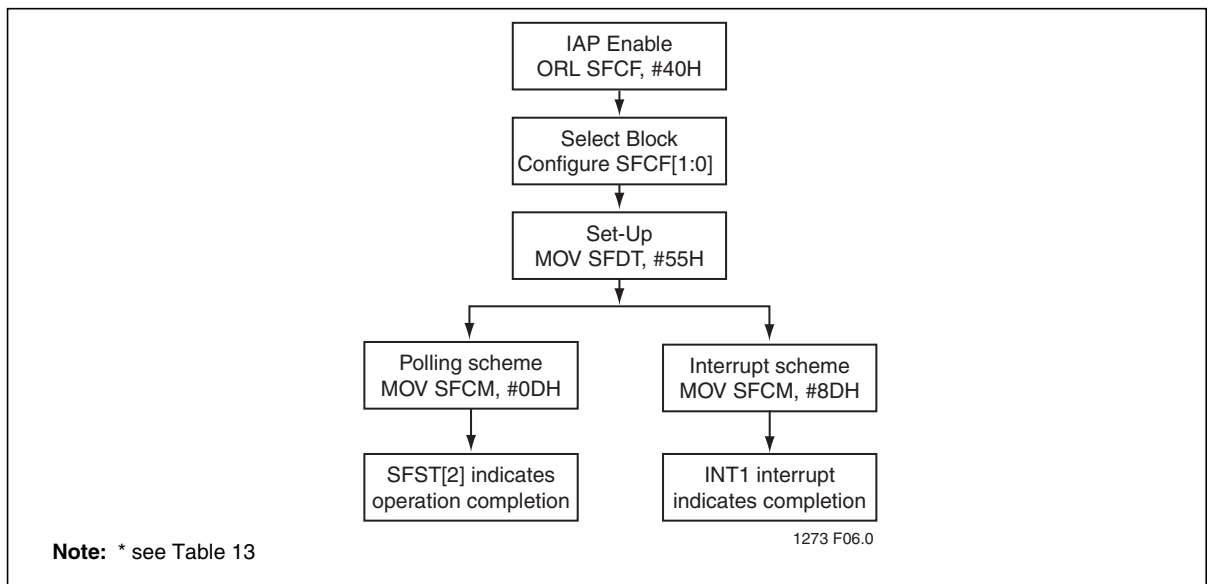 IAP Enable
ORL SFCF, #40H
Select Block
Configure SFCF[1:0]
Set-Up
MOV SFDT, #55H
Polling scheme
MOV SFCM, #0DH
Interrupt scheme
MOV SFCM, #8DH
SFST[2] indicates
operation completion
INT1 interrupt
indicates completion
1273 F06.0
Note: * see Table 13